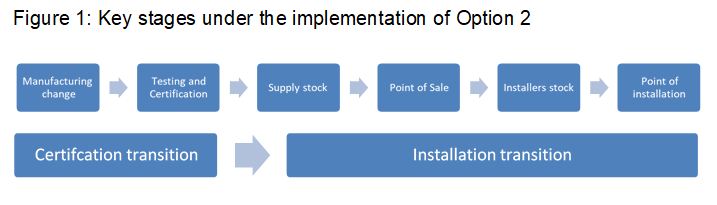 Figure 1: Key stages under the implementation of Option 2
Manufacturing
change
Testing and
Certification
Supply stock
Point of Sale
Installers stock
Point of
installation
Certifcation transition
Installation transition